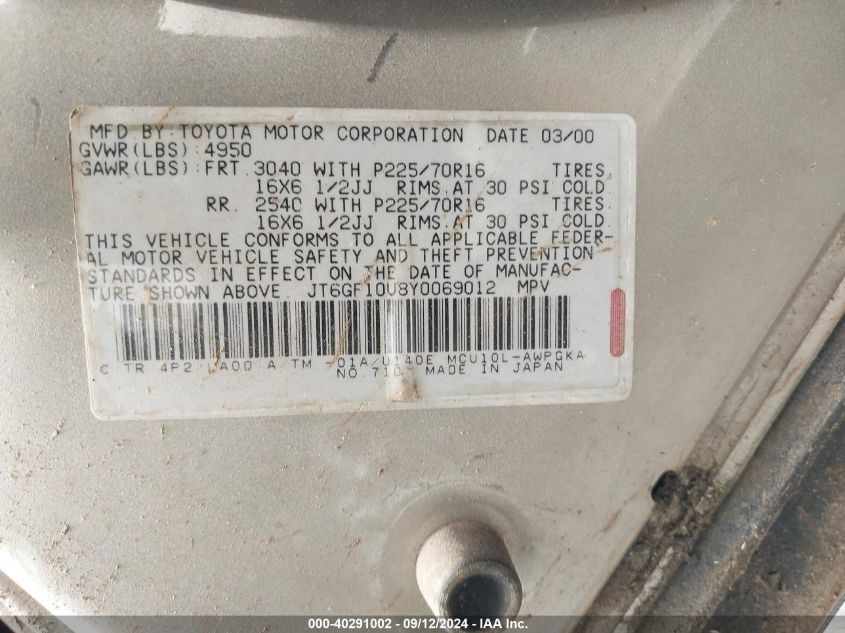 MFD BY: TOYOTA MOTOR CORPORATION DATE 03/00
GVWR(LBS): 4950
GAWR(LBS): FRT. 3040 WITH P225/70R16 TIRES.
16X6 1/2JJ RIMS.AT 30 PSI COLD.
RR. 2540 WITH P225/70R16 TIRES.
16X6 1/2JJ RIMS.AT 30 PSI COLD.
THIS VEHICLE CONFORMS TO ALL APPLICABLE FEDER-
AL MOTOR VEHICLE SAFETY AND THEFT PREVENTION
STANDARDS IN EFFECT ON THE DATE OF MANUFAC-
TURE SHOWN ABOVE. JT6GF10U8Y0069012 MPV
C TR 4P2 A/TM U140E MCU10L-AWPGKA
NO.710 MADE IN JAPAN
000-40291002 - 09/12/2024 - IAA Inc.